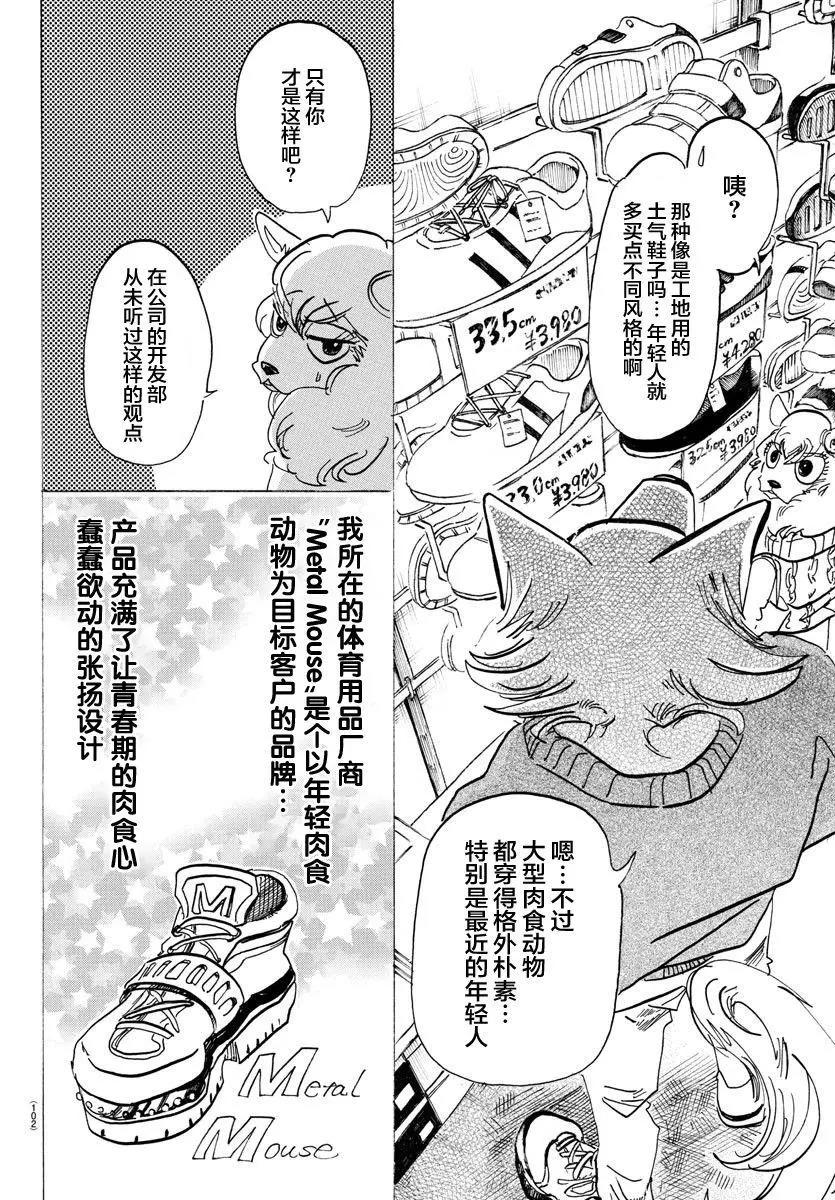 咦？
那种像是工地用的
土气鞋子吗…年轻人就
多买点不同风格的啊
33.5cm
¥3.980
cm
¥4.280
32.5cm
¥3.980
23.0cm
¥3.980
嗯…不过
大型肉食动物
都穿得格外朴素…
特别是最近的年轻人
只有你
才是这样吧？
在公司的开发部
从未听过这样的观点
我所在的体育用品厂商
"Metal Mouse"是个以年轻肉食
动物为目标客户的品牌…
产品充满了让青春期的肉食心
蠢蠢欲动的张扬设计
M
Metal
Mouse
(102)